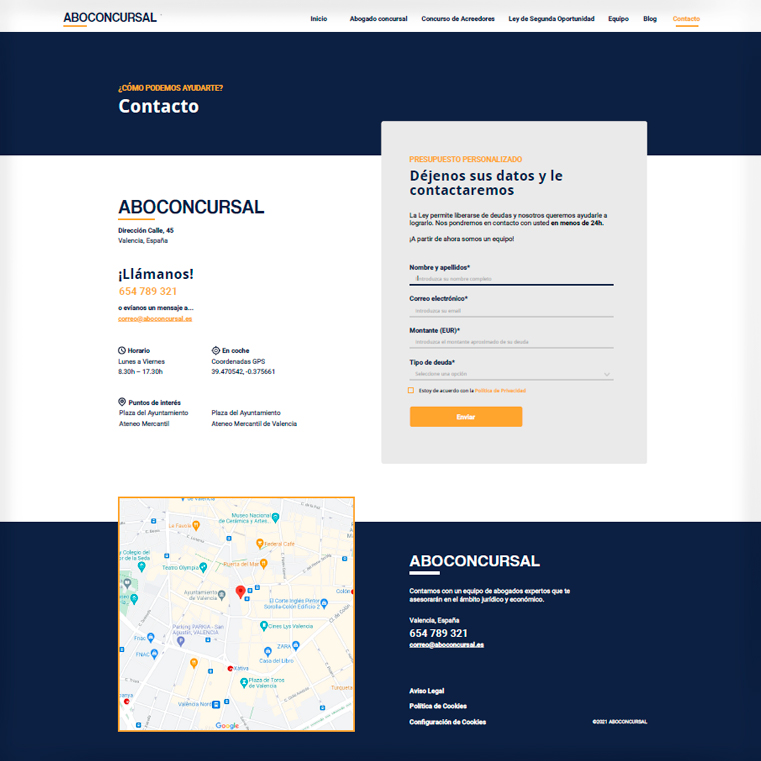 ABOCONCURSAL
Inicio
Abogado concursal
Concurso de Acreedores
Ley de Segunda Oportunidad
Equipo
Blog
Contacto
¿CÓMO PODEMOS AYUDARTE?
Contacto
ABOCONCURSAL
Dirección Calle, 45
Valencia, España
¡Llámanos!
654 789 321
o evíanos un mensaje a...
correo@aboconcursal.es
Horario
Lunes a Viernes
8.30h – 17.30h
En coche
Coordenadas GPS
39.470542, -0.375661
Puntos de interés
Plaza del Ayuntamiento
Ateneo Mercantil
Plaza del Ayuntamiento
Ateneo Mercantil de Valencia
PRESUPUESTO PERSONALIZADO
Déjenos sus datos y le
contactaremos
La Ley permite liberarse de deudas y nosotros queremos ayudarle a
lograrlo. Nos pondremos en contacto con usted en menos de 24h.
¡A partir de ahora somos un equipo!
Nombre y apellidos*
Introduzca su nombre completo
Correo electrónico*
Introduzca su email
Montante (EUR)*
Introduzca el montante aproximado de su deuda
Tipo de deuda*
Seleccione una opción
Estoy de acuerdo con la Política de Privacidad
Enviar
de Valencia
Museo Nacional
de Cerámica y Artes...
La Favorita
Federal Café
Colegio del
de la Seda
Teatro Olympia
Ayuntamiento
de Valencia
El Corte Inglés Pintor
Sorolla-Colón Edificio 2
Colón
Parking PARKIA - San
Agustín, VALENCIA
Cines Lys Valencia
Fnac
FNAC
ZARA
Casa del Libro
Xàtiva
Plaza de Toros
de Valencia
València Nord
Google
ABOCONCURSAL
Contamos con un equipo de abogados expertos que te
asesorarán en el ámbito jurídico y económico.
Valencia, España
654 789 321
correo@aboconcursal.es
Aviso Legal
Política de Cookies
Configuración de Cookies
©2021 ABOCONCURSAL